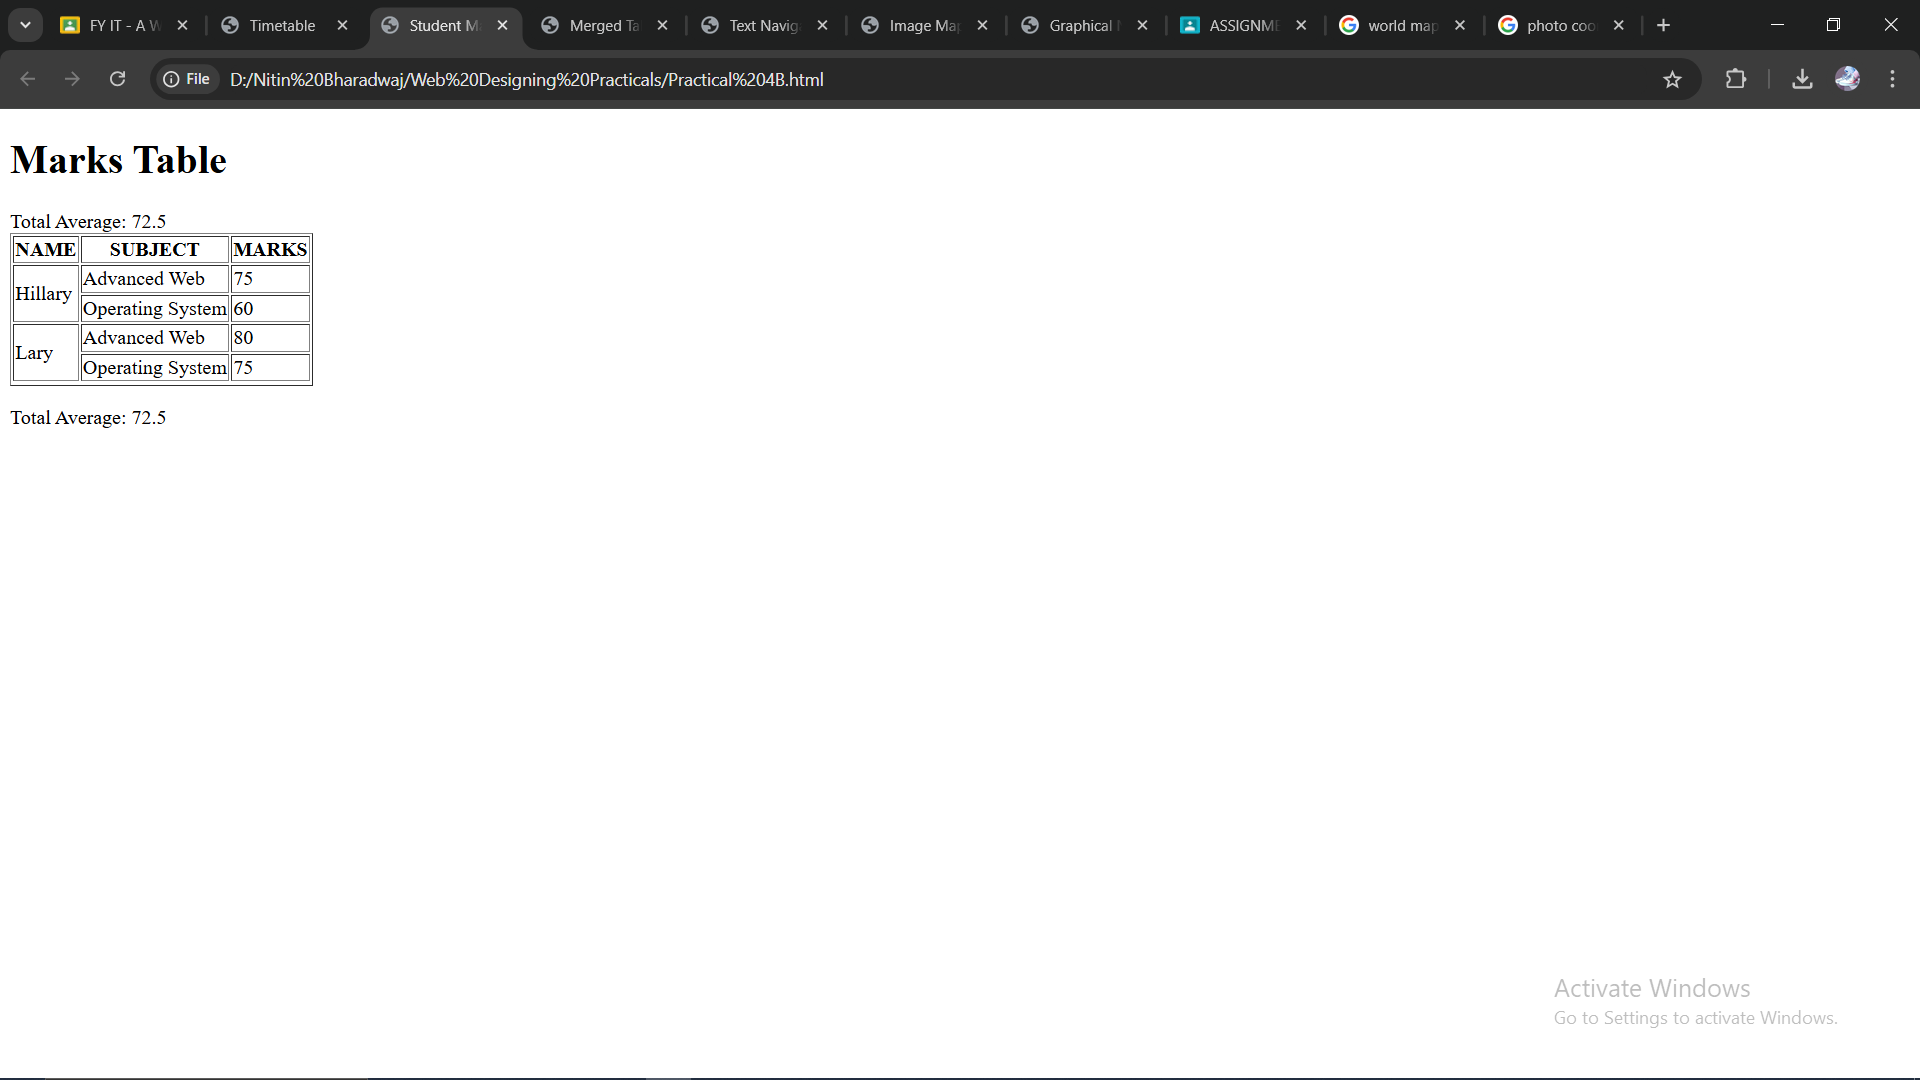 FY IT - A W
Timetable
Student M
Merged Ta
Text Navig
Image Map
Graphical
ASSIGNME
world map
photo coo
File
D:/Nitin%20Bharadwaj/Web%20Designing%20Practicals/Practical%204B.html
Marks Table
Total Average: 72.5
NAME SUBJECT MARKS
Hillary Advanced Web 75
Operating System 60
Lary Advanced Web 80
Operating System 75
Total Average: 72.5
Activate Windows
Go to Settings to activate Windows.